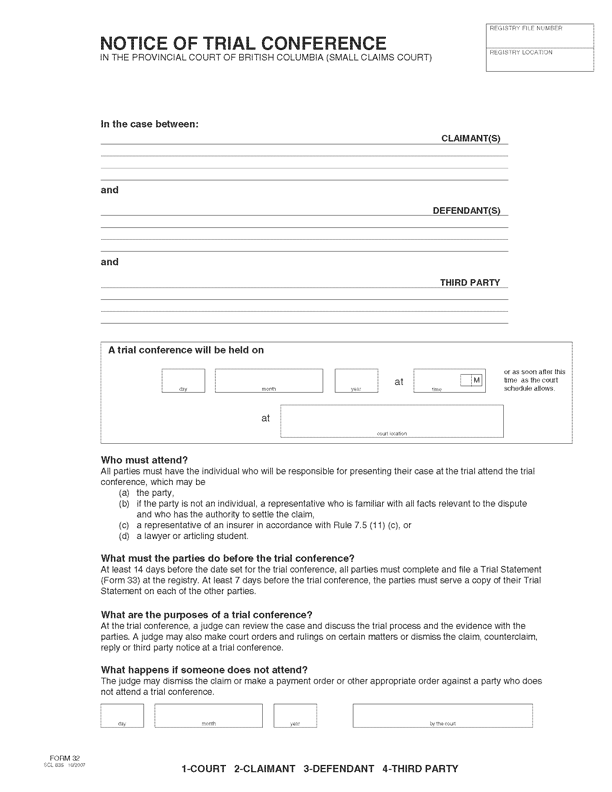 REGISTRY FILE NUMBER
NOTICE OF TRIAL CONFERENCE
IN THE PROVINCIAL COURT OF BRITISH COLUMBIA (SMALL CLAIMS COURT)
REGISTRY LOCATION
In the case between:
CLAIMANT(S)
and
DEFENDANT(S)
and
THIRD PARTY
A trial conference will be held on
day
month
year
at
time
M
or as soon after this
time as the court
schedule allows.
at
court location
Who must attend?
All parties must have the individual who will be responsible for presenting their case at the trial attend the trial
conference, which may be
(a) the party,
(b) if the party is not an individual, a representative who is familiar with all facts relevant to the dispute
and who has the authority to settle the claim,
(c) a representative of an insurer in accordance with Rule 7.5 (11) (c), or
(d) a lawyer or articling student.
What must the parties do before the trial conference?
At least 14 days before the date set for the trial conference, all parties must complete and file a Trial Statement
(Form 33) at the registry. At least 7 days before the trial conference, the parties must serve a copy of their Trial
Statement on each of the other parties.
What are the purposes of a trial conference?
At the trial conference, a judge can review the case and discuss the trial process and the evidence with the
parties. A judge may also make court orders and rulings on certain matters or dismiss the claim, counterclaim,
reply or third party notice at a trial conference.
What happens if someone does not attend?
The judge may dismiss the claim or make a payment order or other appropriate order against a party who does
not attend a trial conference.
day
month
year
by the court
FORM 32
SCL 835 10/2007
1-COURT 2-CLAIMANT 3-DEFENDANT 4-THIRD PARTY